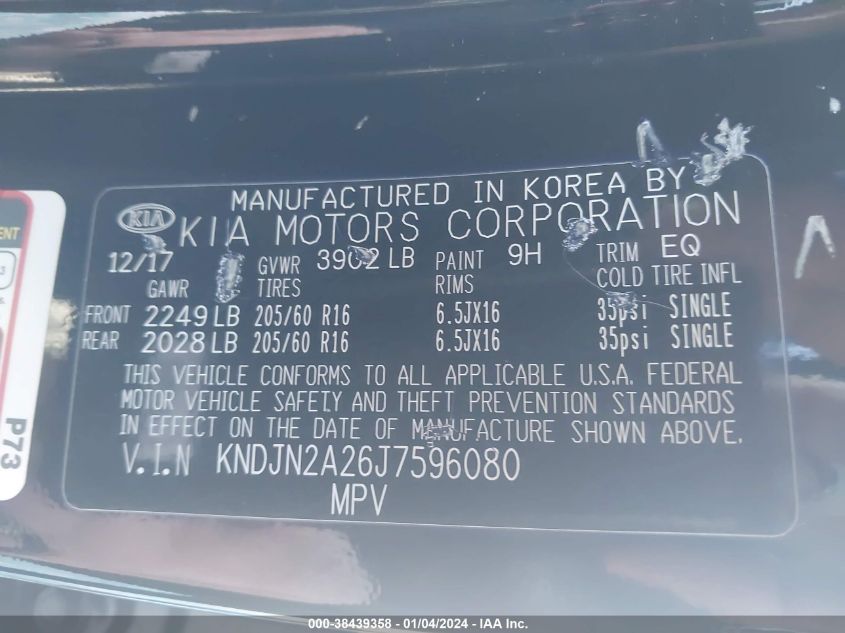 MANUFACTURED IN KOREA BY
KIA KIA MOTORS CORPORATION
12/17 GVWR 3902 LB PAINT 9H TRIM EQ
GAWR TIRES RIMS COLD TIRE INFL
FRONT 2249 LB 205/60 R16 6.5JX16 35psi SINGLE
REAR 2028 LB 205/60 R16 6.5JX16 35psi SINGLE
THIS VEHICLE CONFORMS TO ALL APPLICABLE U.S.A. FEDERAL
MOTOR VEHICLE SAFETY AND THEFT PREVENTION STANDARDS
IN EFFECT ON THE DATE OF MANUFACTURE SHOWN ABOVE.
V.I.N KNDJN2A26J7596080
MPV
P73
000-38439358 - 01/04/2024 - IAA Inc.